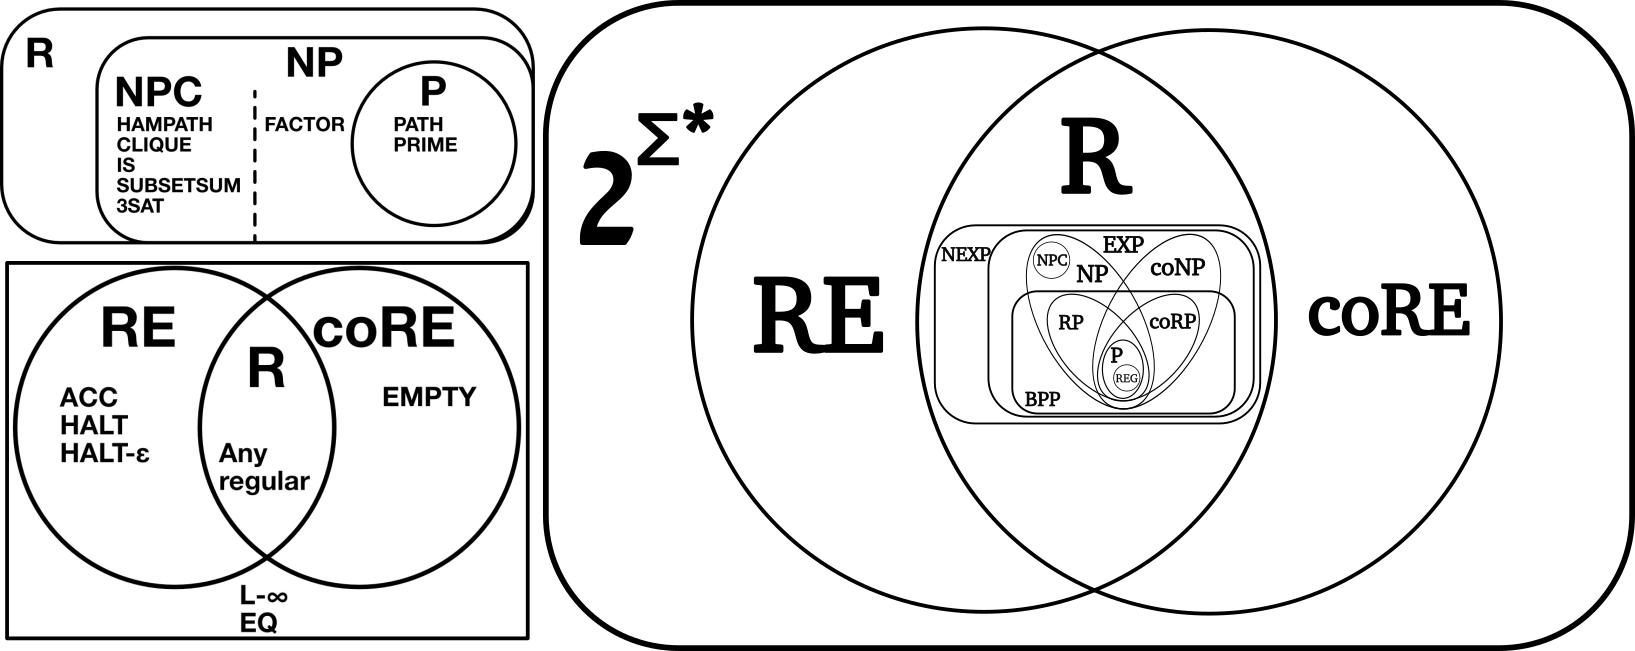 R
NP
NPC
P
HAMPATH
CLIQUE
IS
SUBSETSUM
3SAT
FACTOR
PATH
PRIME
RE
coRE
R
ACC
HALT
HALT-ε
EMPTY
Any
regular
L-∞
EQ
2^Σ*
R
RE
coRE
NEXP
EXP
NPC
NP
coNP
RP
coRP
P
REG
BPP